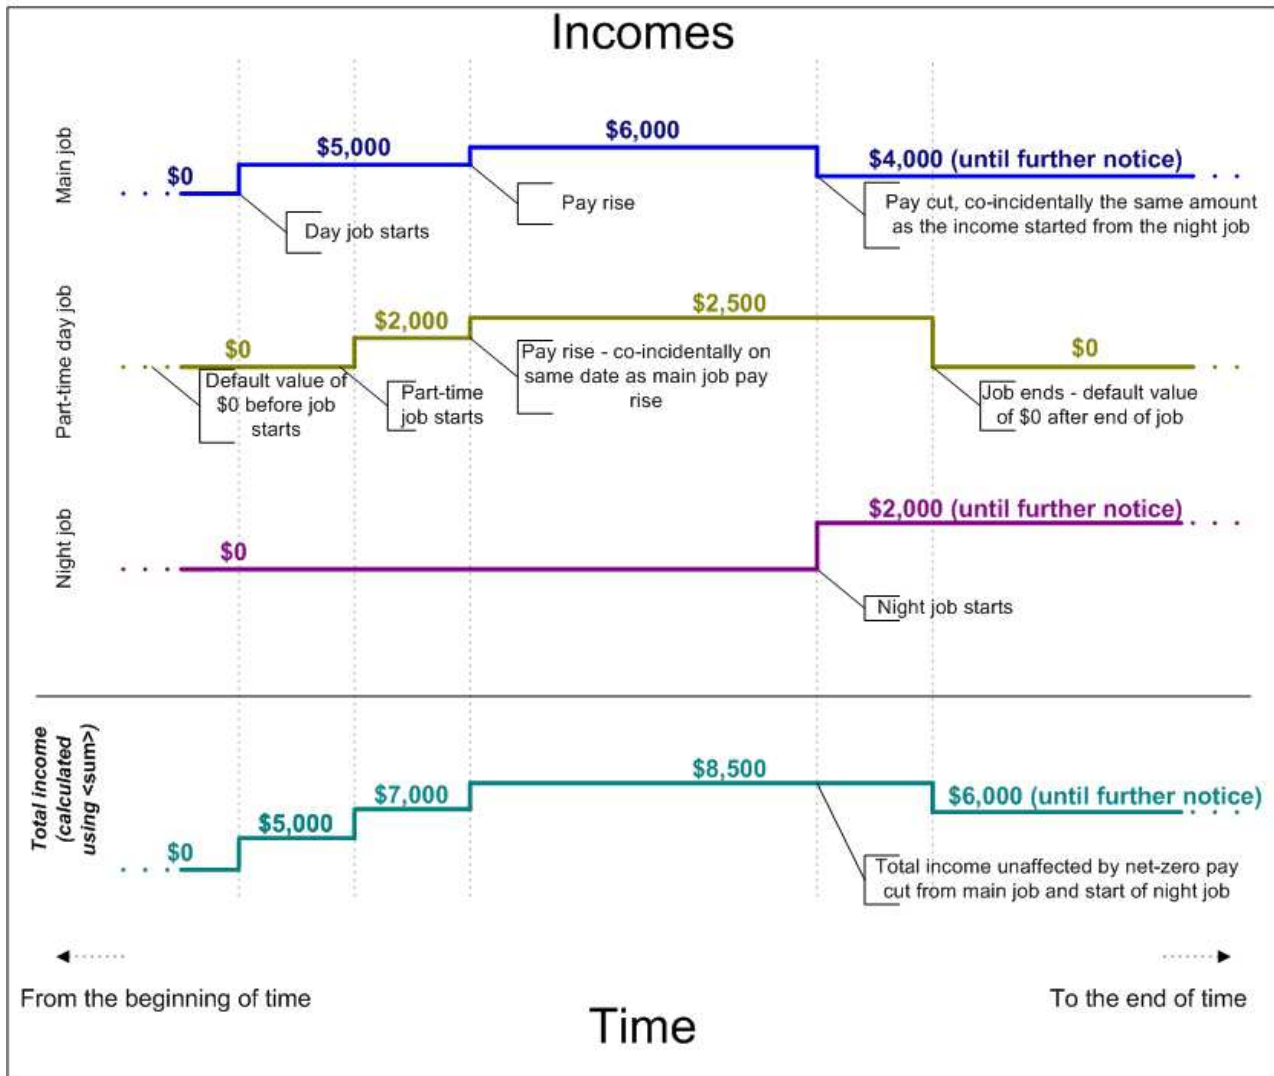 Incomes
Main job
$0
$5,000
$6,000
$4,000 (until further notice)
Day job starts
Pay rise
Pay cut, co-incidentally the same amount
as the income started from the night job
Part-time day job
$0
$2,000
$2,500
$0
Default value of
$0 before job
starts
Part-time
job starts
Pay rise - co-incidentally on
same date as main job pay
rise
Job ends - default value
of $0 after end of job
Night job
$0
$2,000 (until further notice)
Night job starts
Total income
(calculated
using <sum>)
$0
$5,000
$7,000
$8,500
$6,000 (until further notice)
Total income unaffected by net-zero pay
cut from main job and start of night job
From the beginning of time
To the end of time
Time